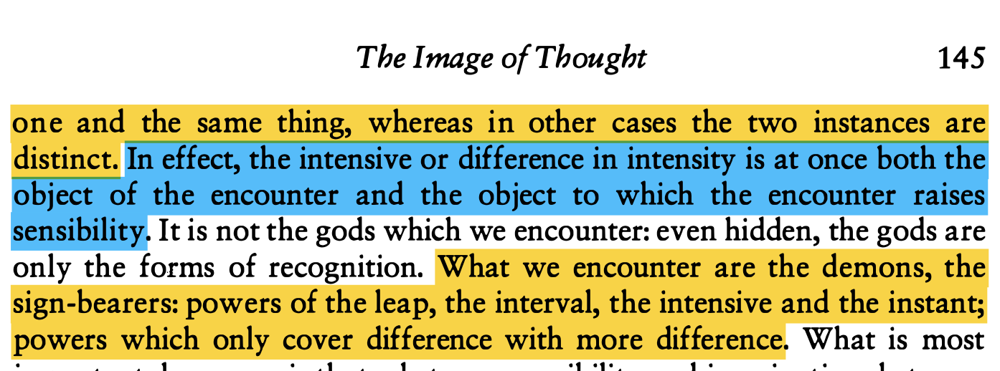 The Image of Thought 145
one and the same thing, whereas in other cases the two instances are
distinct. In effect, the intensive or difference in intensity is at once both the
object of the encounter and the object to which the encounter raises
sensibility. It is not the gods which we encounter: even hidden, the gods are
only the forms of recognition. What we encounter are the demons, the
sign-bearers: powers of the leap, the interval, the intensive and the instant;
powers which only cover difference with more difference. What is most